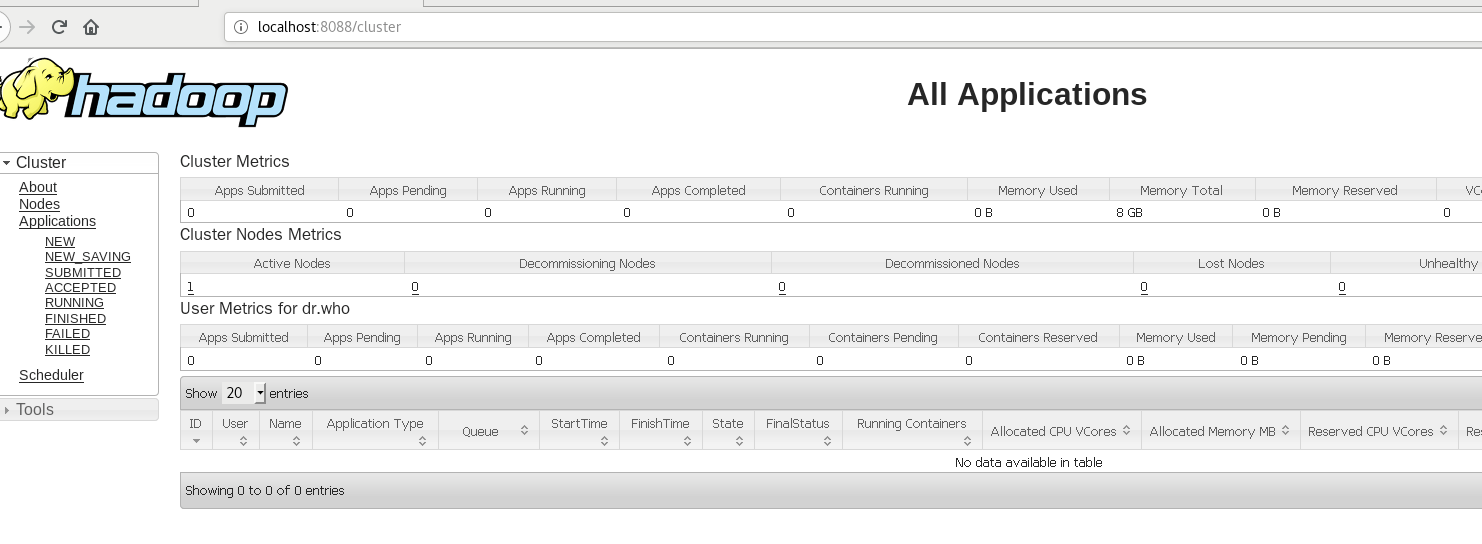 localhost:8088/cluster
hadoop
All Applications
Cluster
About
Nodes
Applications
NEW
NEW_SAVING
SUBMITTED
ACCEPTED
RUNNING
FINISHED
FAILED
KILLED
Scheduler
Tools
Cluster Metrics
Apps Submitted Apps Pending Apps Running Apps Completed Containers Running Memory Used Memory Total Memory Reserved VC
0 0 0 0 0 0 B 8 GB 0 B 0
Cluster Nodes Metrics
Active Nodes Decommissioning Nodes Decommissioned Nodes Lost Nodes Unhealthy
1 0 0 0 0
User Metrics for dr.who
Apps Submitted Apps Pending Apps Running Apps Completed Containers Running Containers Pending Containers Reserved Memory Used Memory Pending Memory Reserve
0 0 0 0 0 0 0 0 B 0 B 0 B
Show 20 entries
ID User Name Application Type Queue StartTime FinishTime State FinalStatus Running Containers Allocated CPU VCores Allocated Memory MB Reserved CPU VCores Res
No data available in table
Showing 0 to 0 of 0 entries